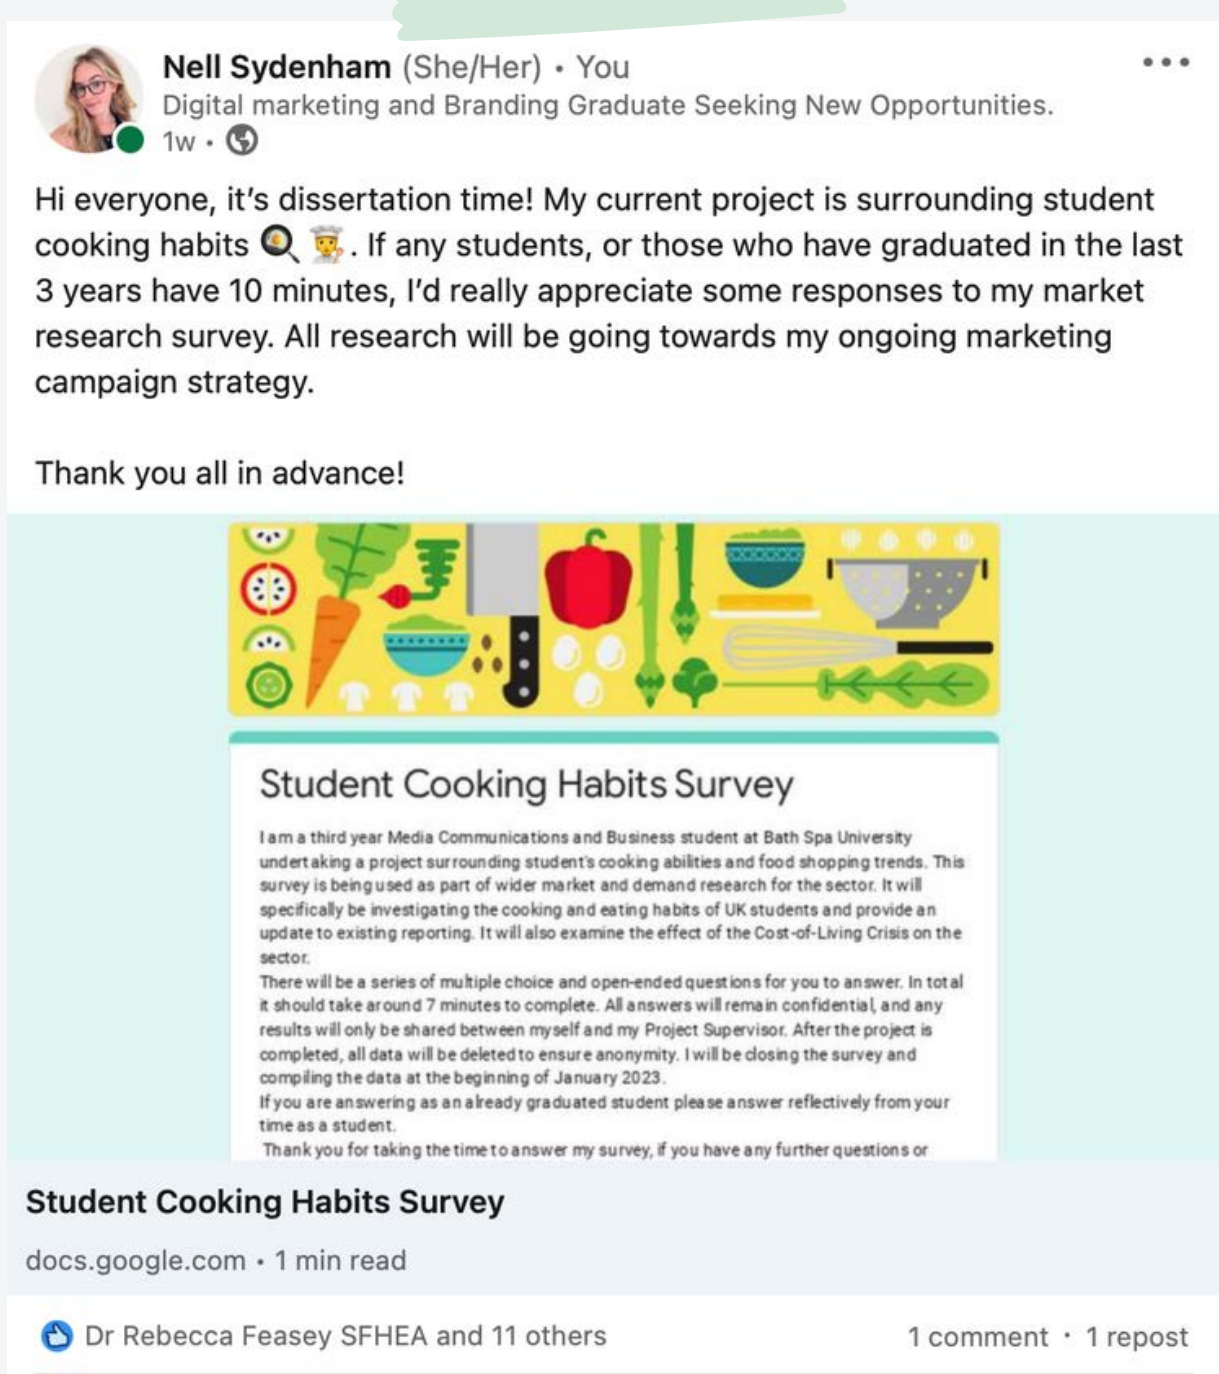 Nell Sydenham (She/Her) • You
Digital marketing and Branding Graduate Seeking New Opportunities.
1w •
Hi everyone, it's dissertation time! My current project is surrounding student
cooking habits 🍳 🧑‍🍳. If any students, or those who have graduated in the last
3 years have 10 minutes, I'd really appreciate some responses to my market
research survey. All research will be going towards my ongoing marketing
campaign strategy.
Thank you all in advance!
Student Cooking Habits Survey
I am a third year Media Communications and Business student at Bath Spa University
undertaking a project surrounding student's cooking abilities and food shopping trends. This
survey is being used as part of wider market and demand research for the sector. It will
specifically be investigating the cooking and eating habits of UK students and provide an
update to existing reporting. It will also examine the effect of the Cost-of-Living Crisis on the
sector.
There will be a series of multiple choice and open-ended questions for you to answer. In total
it should take around 7 minutes to complete. All answers will remain confidential, and any
results will only be shared between myself and my Project Supervisor. After the project is
completed, all data will be deleted to ensure anonymity. I will be closing the survey and
compiling the data at the beginning of January 2023.
If you are answering as an already graduated student please answer reflectively from your
time as a student.
Thank you for taking the time to answer my survey, if you have any further questions or
Student Cooking Habits Survey
docs.google.com • 1 min read
Dr Rebecca Feasey SFHEA and 11 others 1 comment • 1 repost